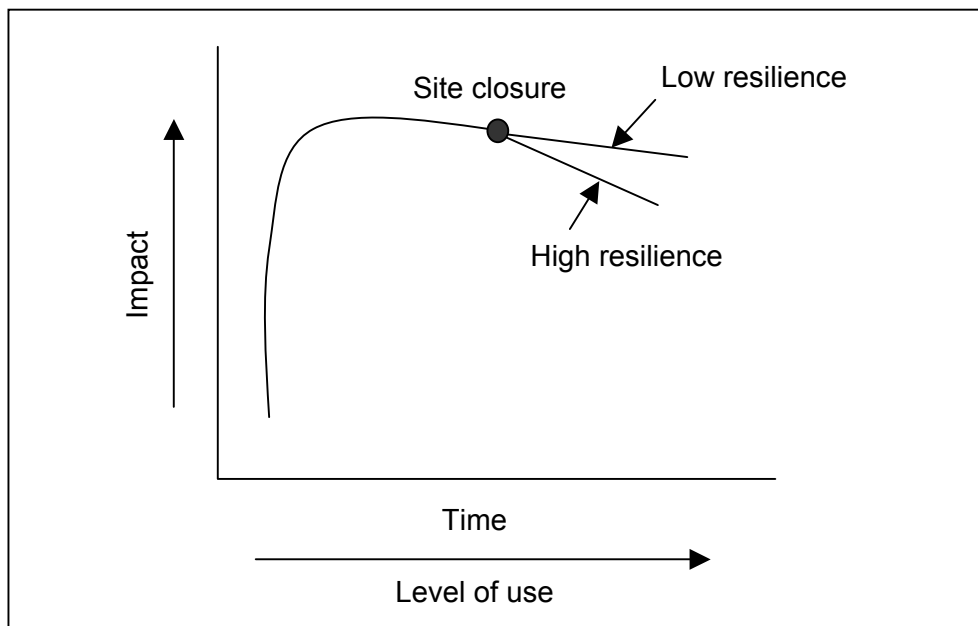 Low resilience
Site closure
High resilience
Impact
Time
Level of use